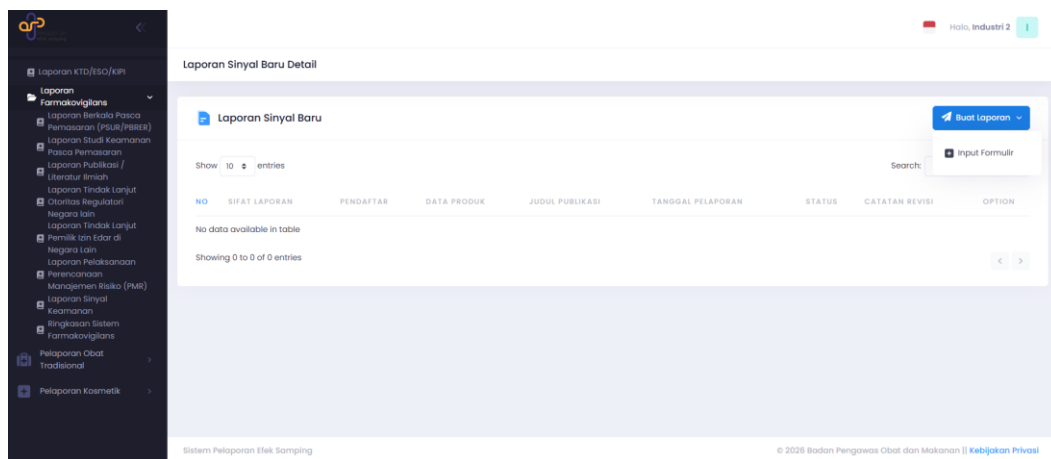 Halo, Industri 2
I
Laporan KTD/ESO/KIPI
Laporan
Farmakovigilans
Laporan Berkala Pasca
Pemasaran (PSUR/PBRER)
Laporan Studi Keamanan
Pasca Pemasaran
Laporan Publikasi /
Literatur Ilmiah
Laporan Tindak Lanjut
Otoritas Regulatori
Negara lain
Laporan Tindak Lanjut
Pemilik Izin Edar di
Negara Lain
Laporan Pelaksanaan
Perencanaan
Manajemen Risiko (PMR)
Laporan Sinyal
Keamanan
Ringkasan Sistem
Farmakovigilans
Pelaporan Obat
Tradisional
Pelaporan Kosmetik
Laporan Sinyal Baru Detail
Laporan Sinyal Baru
Buat Laporan
Input Formulir
Show 10 entries
Search:
NO SIFAT LAPORAN PENDAFTAR DATA PRODUK JUDUL PUBLIKASI TANGGAL PELAPORAN STATUS CATATAN REVISI OPTION
No data available in table
Showing 0 to 0 of 0 entries
Sistem Pelaporan Efek Samping
© 2026 Badan Pengawas Obat dan Makanan || Kebijakan Privasi